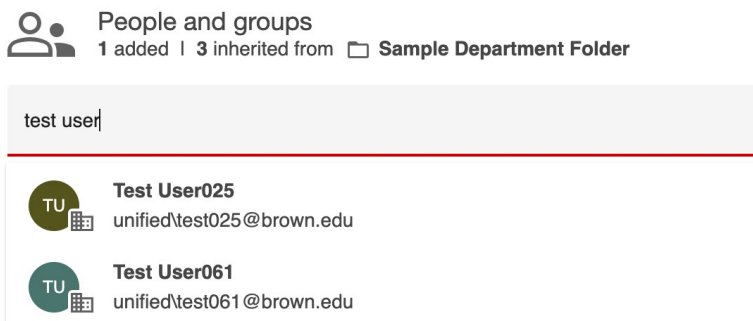 People and groups
1 added | 3 inherited from Sample Department Folder
test user
TU
Test User025
unified\test025@brown.edu
TU
Test User061
unified\test061@brown.edu